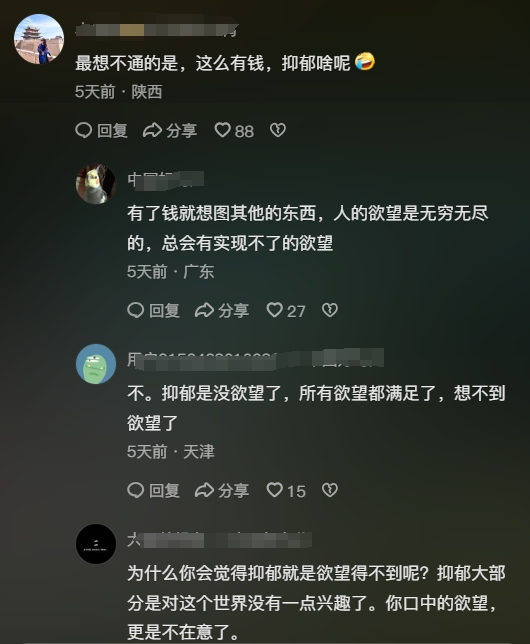 最想不通的是，这么有钱，抑郁啥呢🤣
5天前·陕西
回复 分享 88
有了钱就想图其他的东西，人的欲望是无穷无尽
的，总会有实现不了的欲望
5天前·广东
回复 分享 27
不。抑郁是没欲望了，所有欲望都满足了，想不到
欲望了
5天前·天津
回复 分享 15
为什么你会觉得抑郁就是欲望得不到呢？抑郁大部
分是对这个世界没有一点兴趣了。你口中的欲望，
更是不在意了。